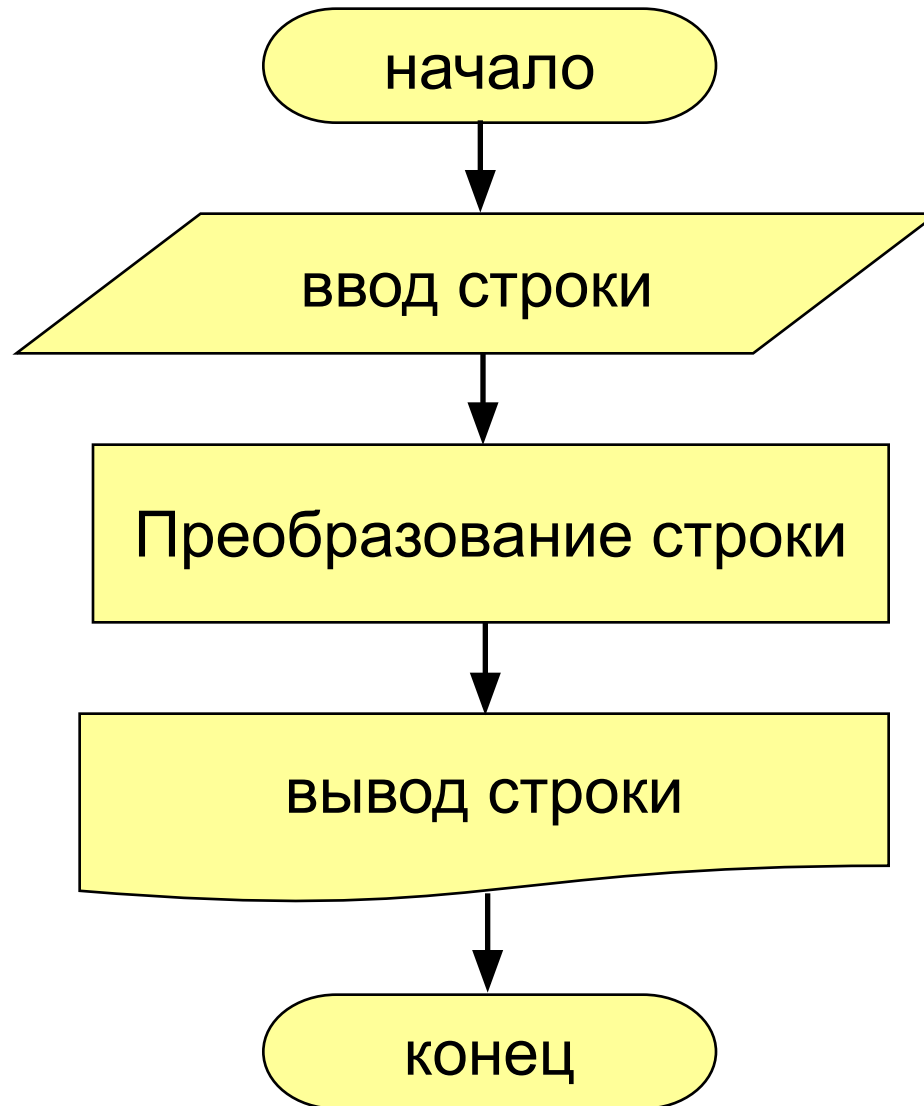 начало
ввод строки
Преобразование строки
вывод строки
конец